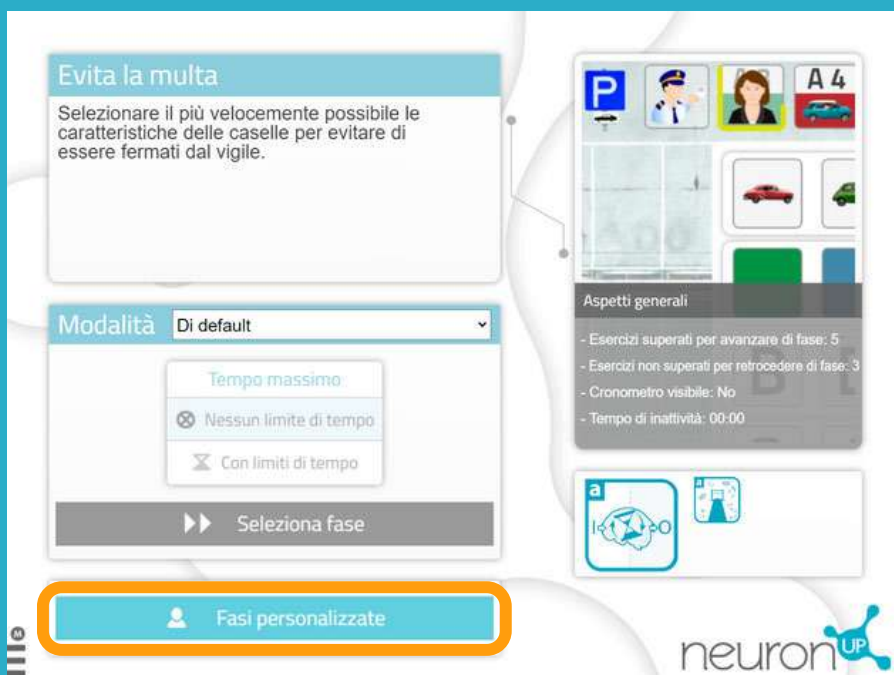 Evita la multa
Selezionare il più velocemente possibile le
caratteristiche delle caselle per evitare di
essere fermati dal vigile.
P
A 4
Aspetti generali
- Esercizi superati per avanzare di fase: 5
- Esercizi non superati per retrocedere di fase: 3
- Cronometro visibile: No
- Tempo di inattività: 00:00
B
Modalità
Di default
Tempo massimo
Nessun limite di tempo
Con limiti di tempo
Seleziona fase
a
I
O
Fasi personalizzate
M
neuron UP